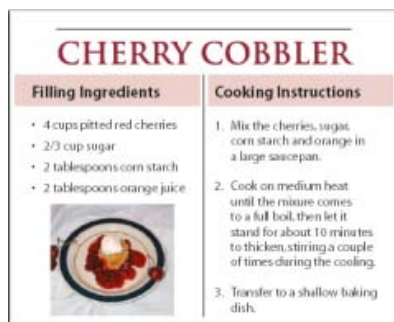 CHERRY COBBLER
Filling Ingredients
• 4 cups pitted red cherries
• 2/3 cup sugar
• 2 tablespoons corn starch
• 2 tablespoons orange juice
Cooking Instructions
1. Mix the cherries, sugar,
corn starch and orange in
a large saucepan.
2. Cook on medium heat
until the mixure comes
to a full boil, then let it
stand for about 10 minutes
to thicken, stirring a couple
of times during the cooling.
3. Transfer to a shallow baking
dish.